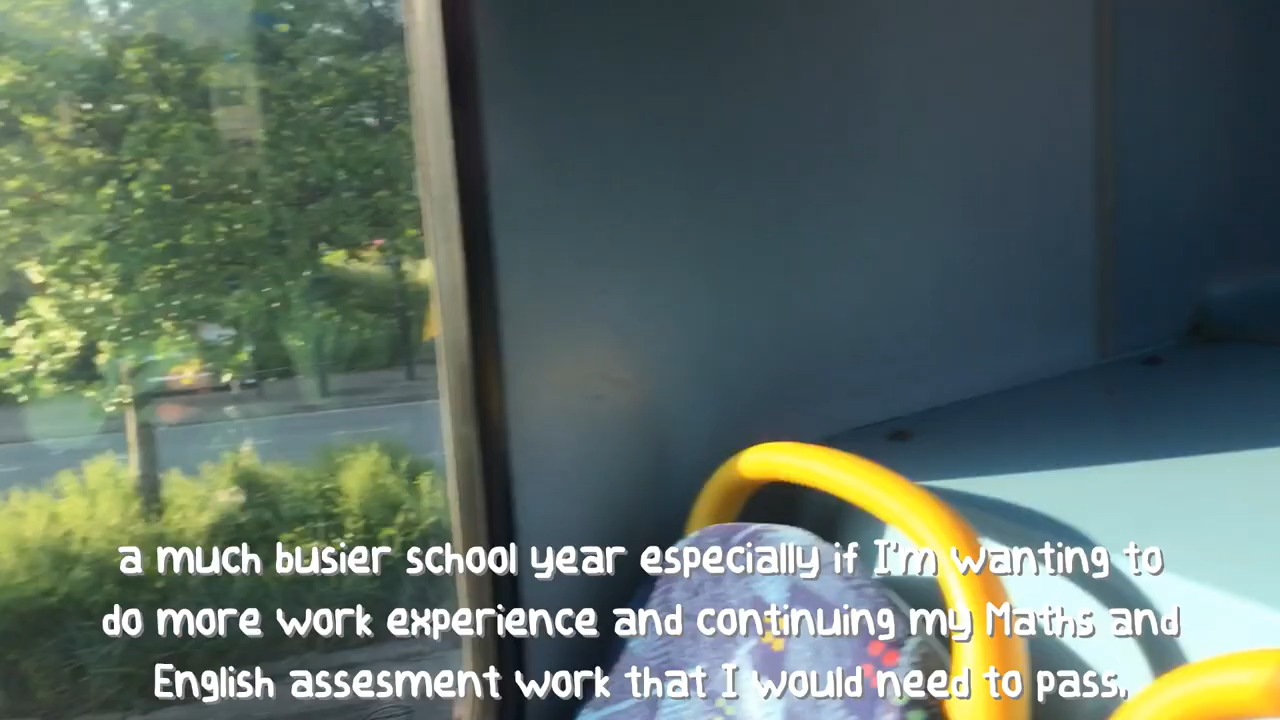 a much busier school year especially if I'm wanting to
do more work experience and continuing my Maths and
English assesment work that I would need to pass.